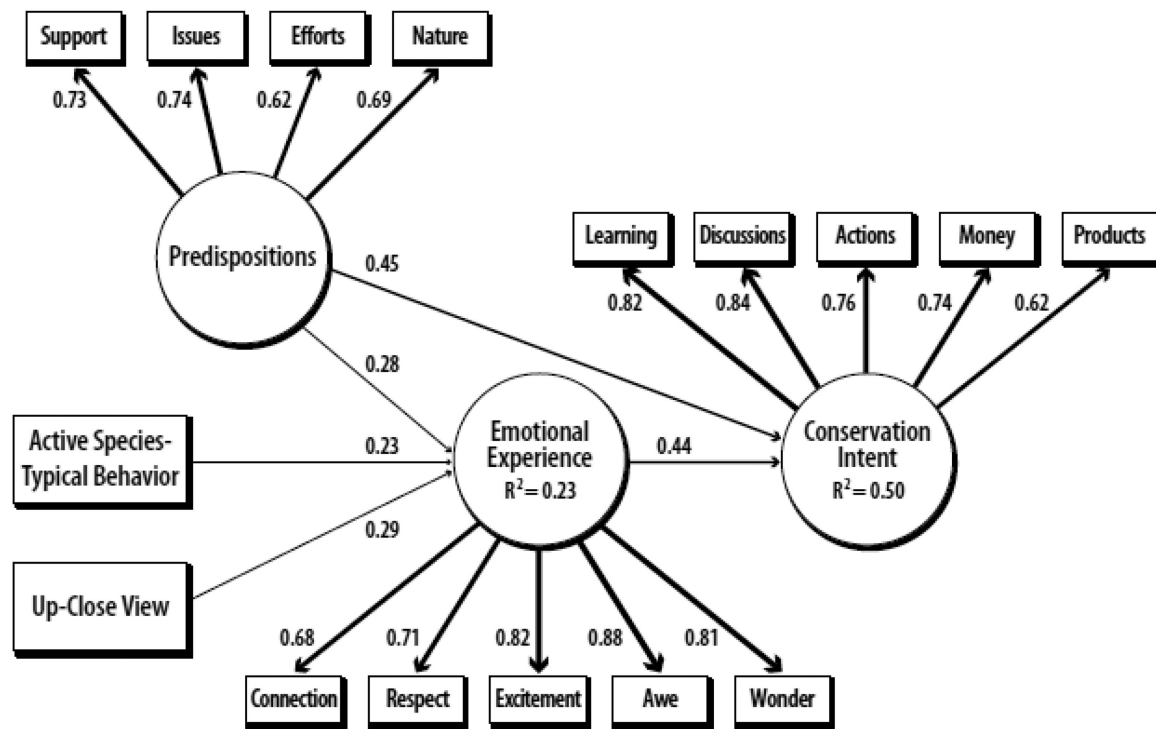 Support
Issues
Efforts
Nature
0.73
0.74
0.62
0.69
Predispositions
Learning
Discussions
Actions
Money
Products
0.45
0.82
0.84
0.76
0.74
0.62
0.28
Active Species-
Typical Behavior
0.23
Emotional
Experience
R² = 0.23
0.44
Conservation
Intent
R² = 0.50
0.29
Up-Close View
0.68
0.71
0.82
0.88
0.81
Connection
Respect
Excitement
Awe
Wonder